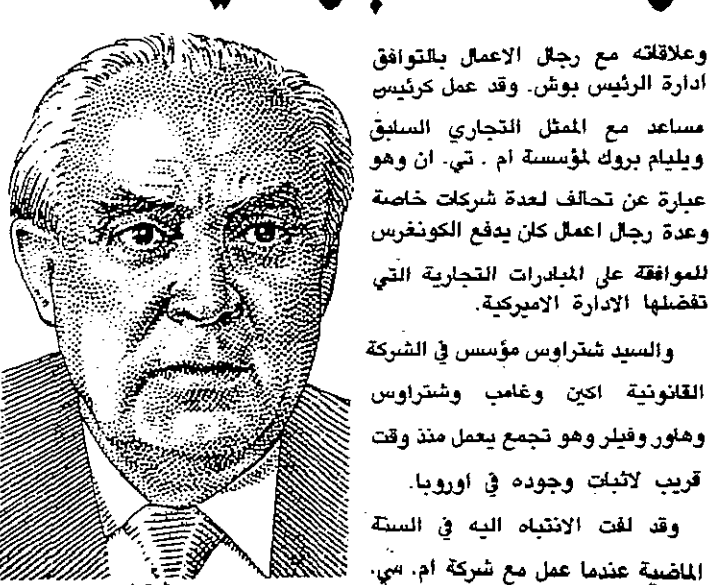 وعلاقاته مع رجال الاعمال بالتوافق
ادارة الرئيس بوش. وقد عمل كرئيس
مساعد مع الممثل التجاري السابق
ويليام بروك لمؤسسة ام . تي. ان وهو
عبارة عن تحالف لعدة شركات خاصة
وعدة رجال اعمال كان يدفع الكونغرس
للموافقة على المبادرات التجارية التي
تفضلها الادارة الاميركية.
والسيد شتراوس مؤسس في الشركة
القانونية اكين وغامب وشتراوس
وهاور وفيلر وهو تجمع يعمل منذ وقت
قريب لاثبات وجوده في اوروبا.
وقد لفت الانتباه اليه في السنة
الماضية عندما عمل مع شركة ام. سي.